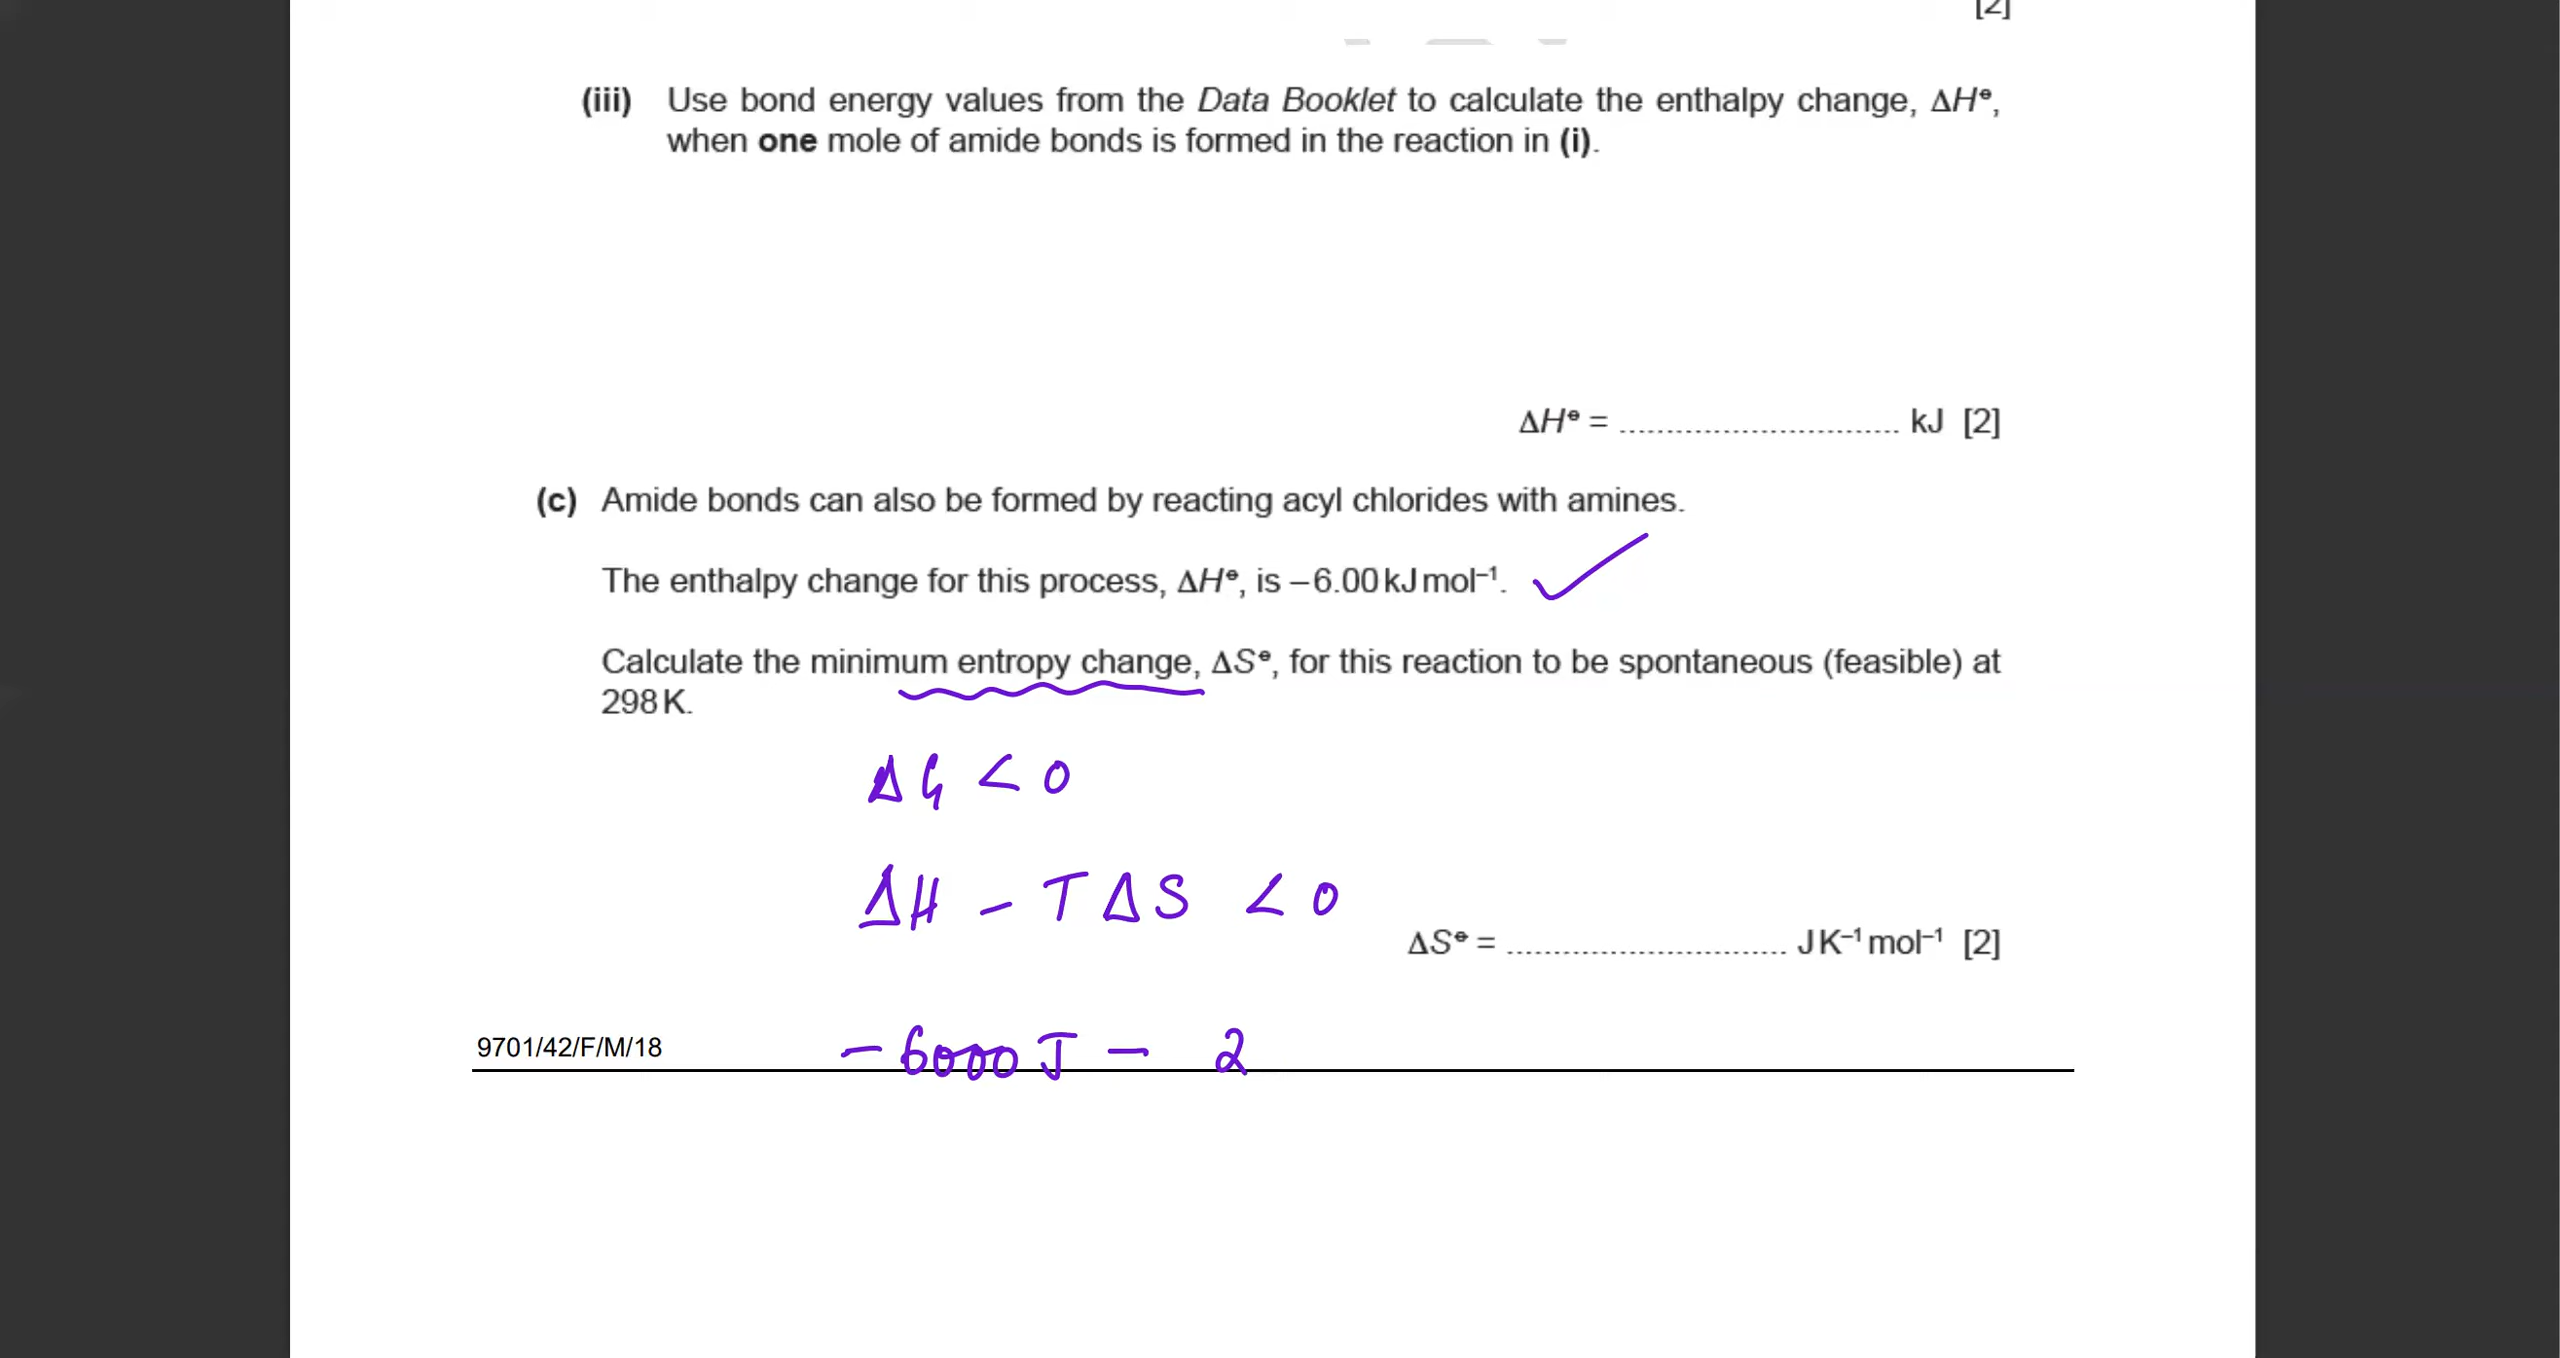 [2]
(iii) Use bond energy values from the Data Booklet to calculate the enthalpy change, ΔH⦵,
when one mole of amide bonds is formed in the reaction in (i).
ΔH⦵ = .............................. kJ [2]
(c) Amide bonds can also be formed by reacting acyl chlorides with amines.
The enthalpy change for this process, ΔH⦵, is –6.00 kJ mol⁻¹.
Calculate the minimum entropy change, ΔS⦵, for this reaction to be spontaneous (feasible) at
298 K.
ΔG < 0
ΔH - TΔS < 0
ΔS⦵ = .............................. J K⁻¹ mol⁻¹ [2]
9701/42/F/M/18
-6000 J - 2